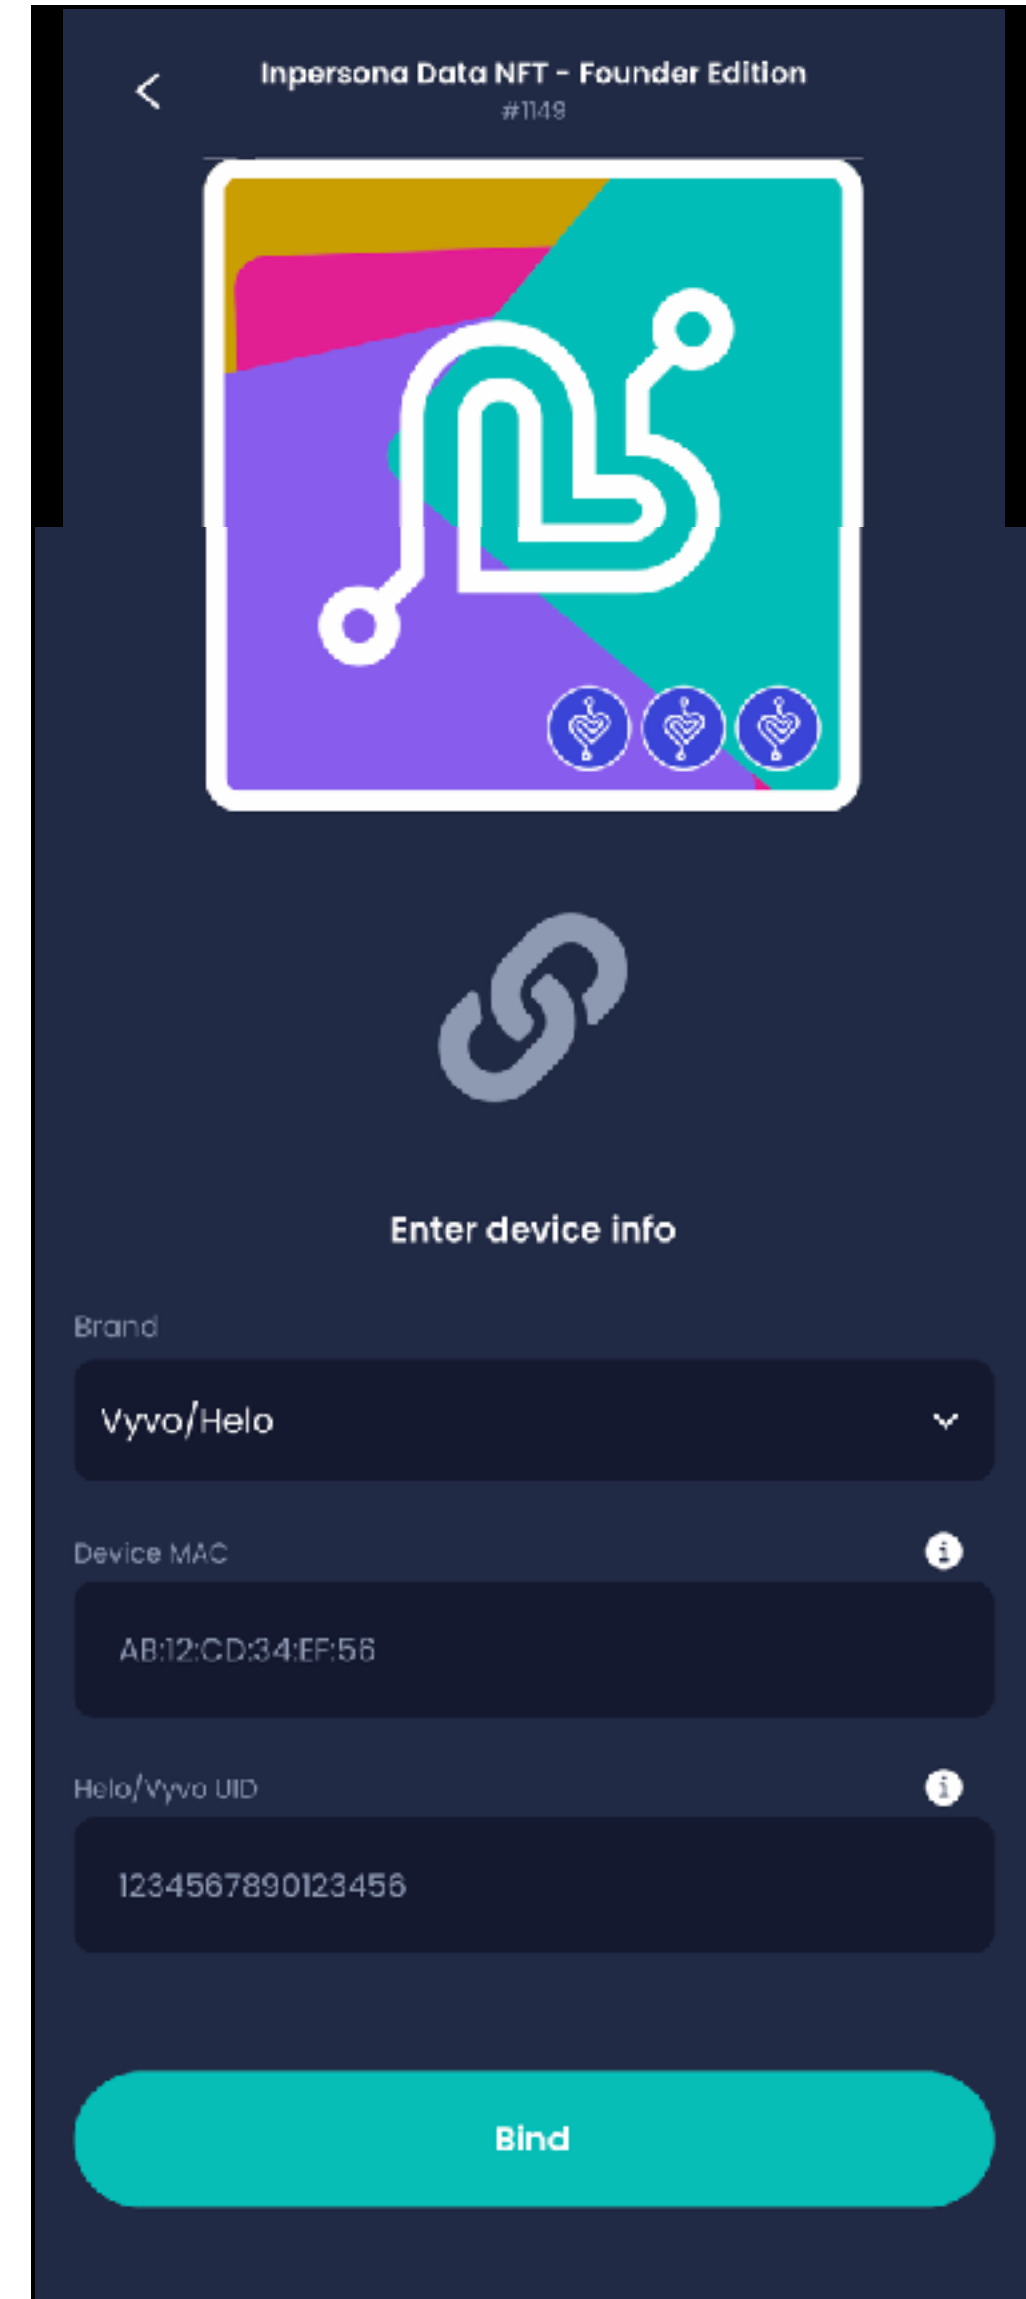 Inpersona Data NFT - Founder Edition
#1149
Enter device info
Brand
Vyvo/Helo
Device MAC
AB:12:CD:34:EF:56
Helo/Vyvo UID
1234567890123456
Bind